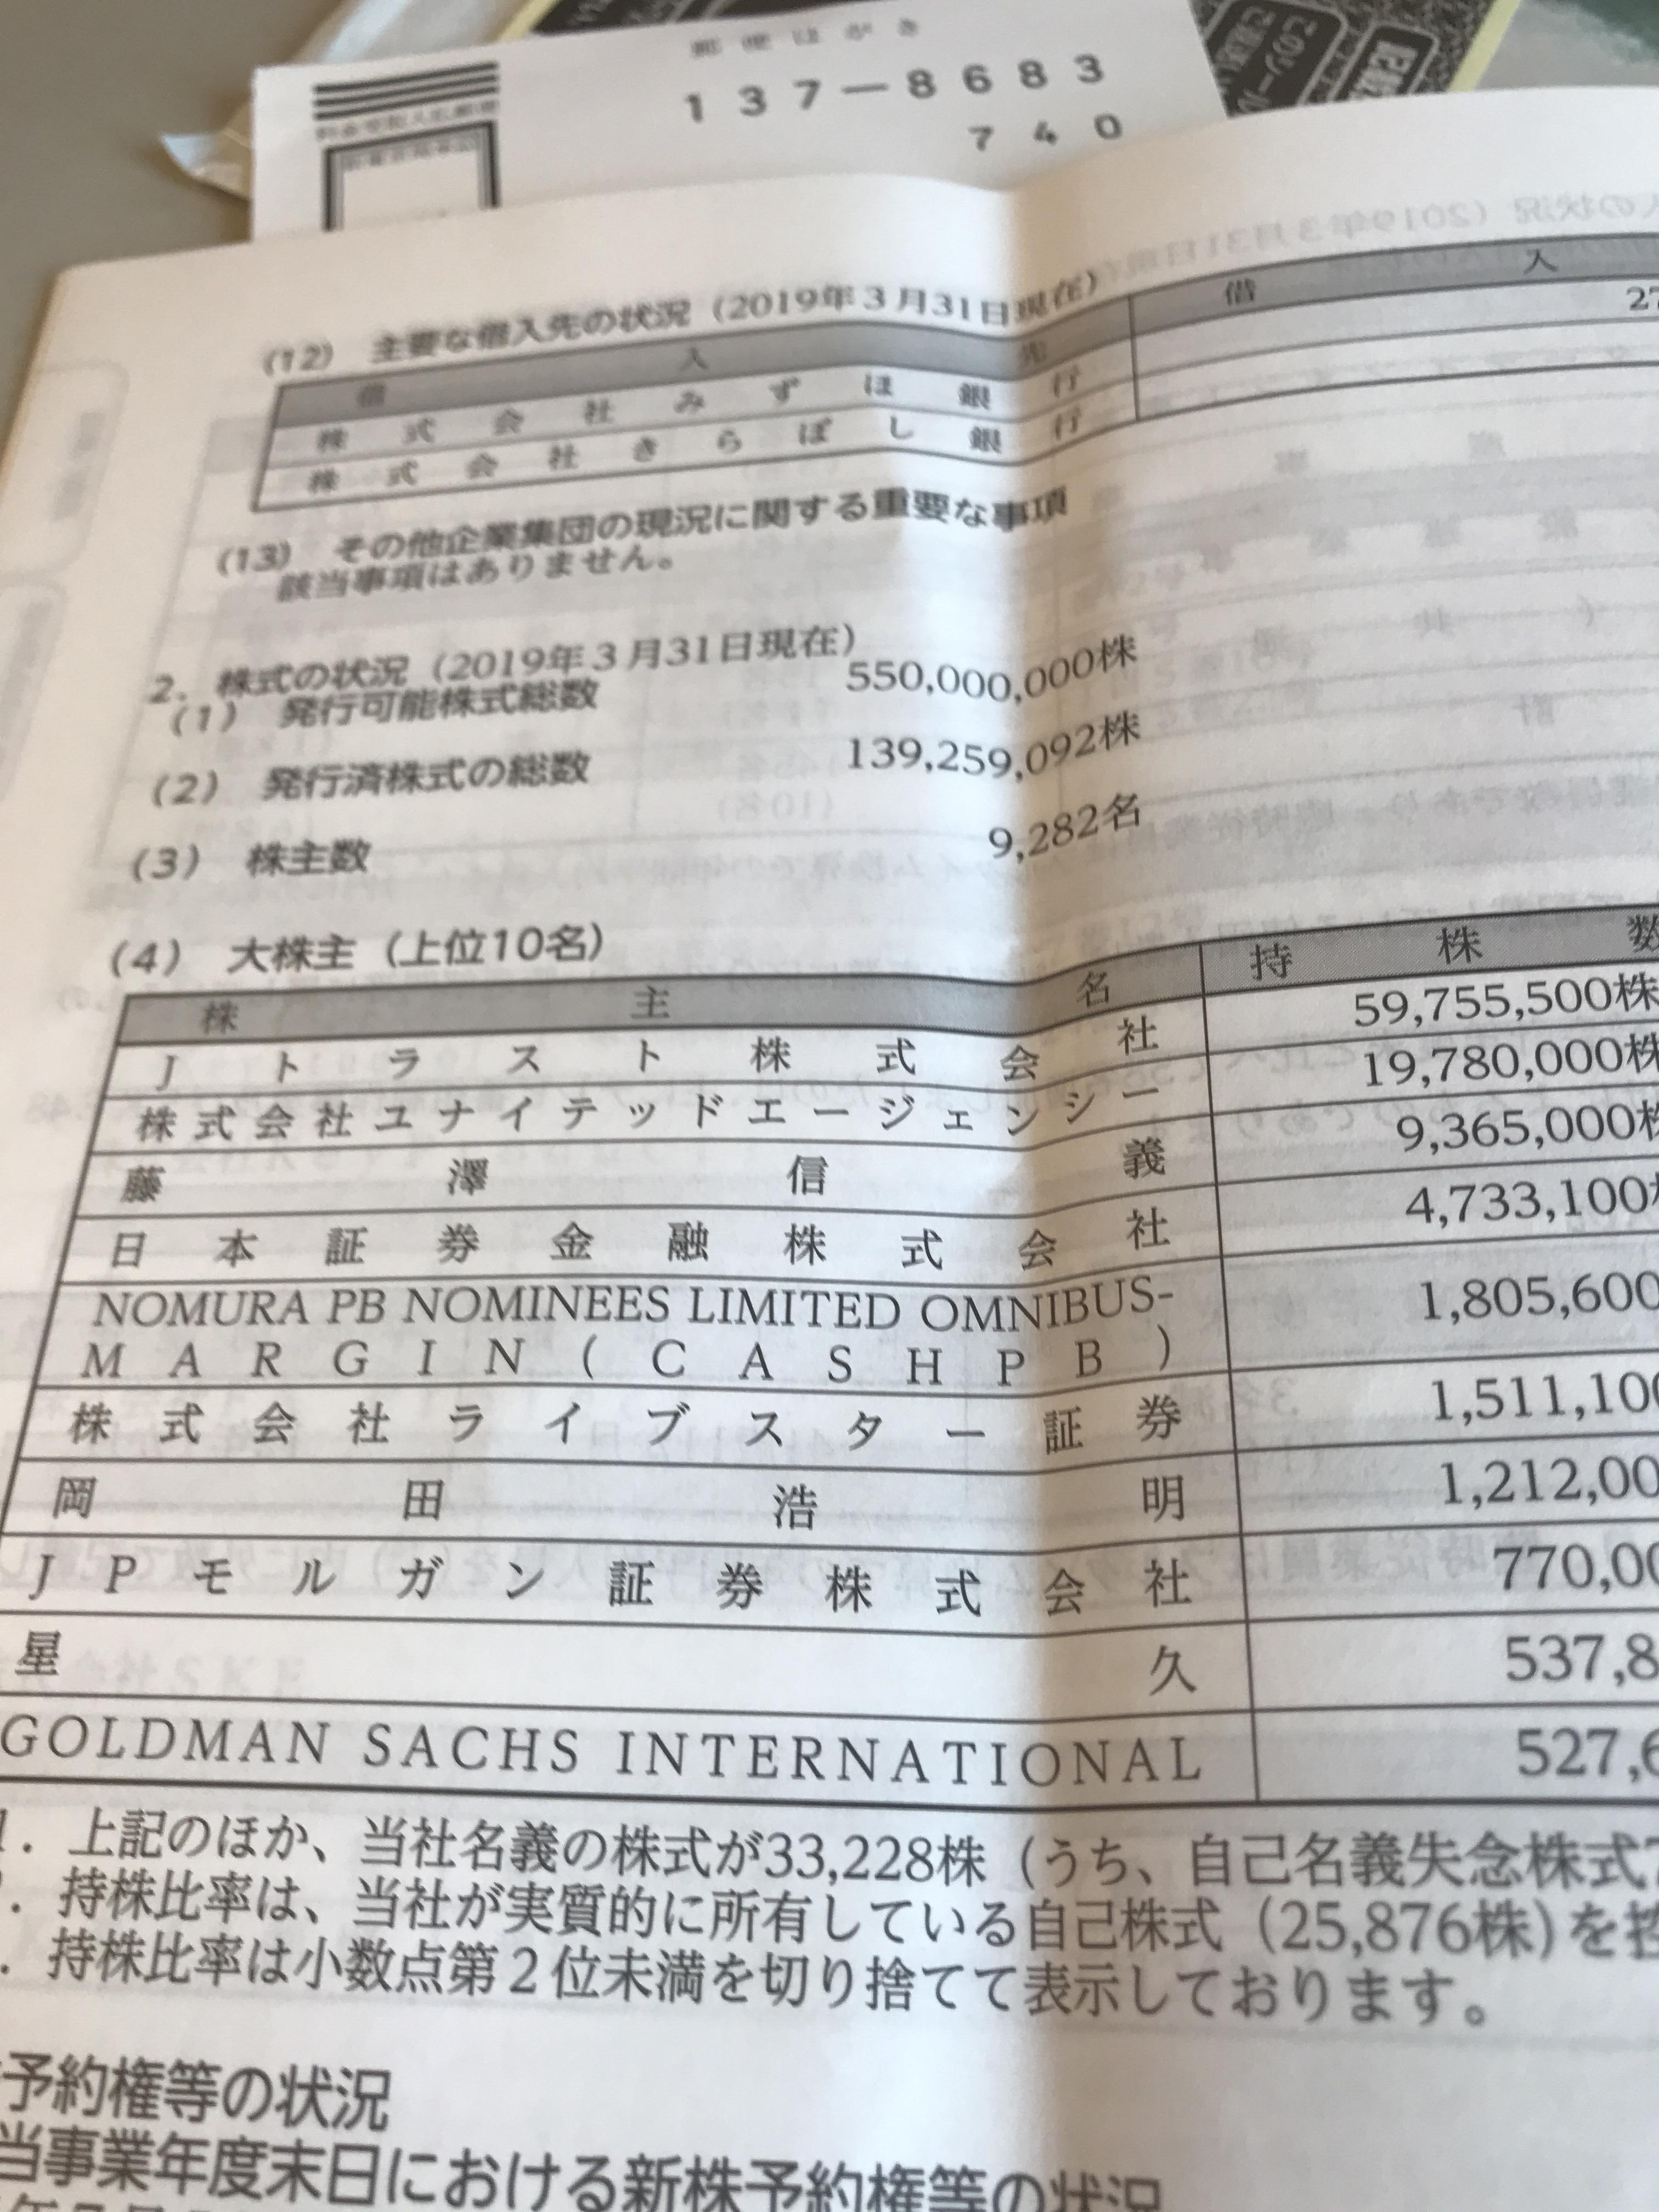 郵便はがき
137-8683
740
(12) 主要な借入先の状況（2019年3月31日現在）
借入先 借入
株式会社みずほ銀行 27
株式会社きらぼし銀行
(13) その他企業集団の現況に関する重要な事項
該当事項はありません。
2. 株式の状況（2019年3月31日現在）
(1) 発行可能株式総数 550,000,000株
(2) 発行済株式の総数 139,259,092株
(3) 株主数 9,282名
(4) 大株主（上位10名）
株主名 持株数
Jトラスト株式会社 59,755,500株
株式会社ユナイテッドエージェンシー 19,780,000株
藤澤信義 9,365,000株
日本証券金融株式会社 4,733,100株
NOMURA PB NOMINEES LIMITED OMNIBUS-
MARGIN(CASHPB) 1,805,600
株式会社ライブスター証券 1,511,100
岡田浩明 1,212,00
JPモルガン証券株式会社 770,00
星久 537,8
GOLDMAN SACHS INTERNATIONAL 527,6
1. 上記のほか、当社名義の株式が33,228株（うち、自己名義失念株式7
. 持株比率は、当社が実質的に所有している自己株式（25,876株）を控
. 持株比率は小数点第2位未満を切り捨てて表示しております。
予約権等の状況
当事業年度末日における新株予約権等の状況